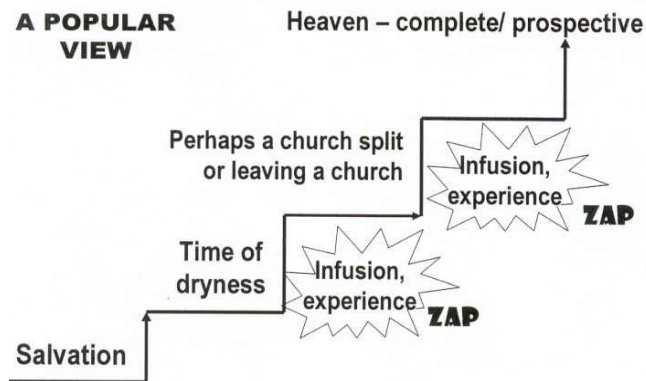 A POPULAR
VIEW
Heaven – complete/ prospective
Perhaps a church split
or leaving a church
Infusion,
experience
ZAP
Time of
dryness
Infusion,
experience
ZAP
Salvation